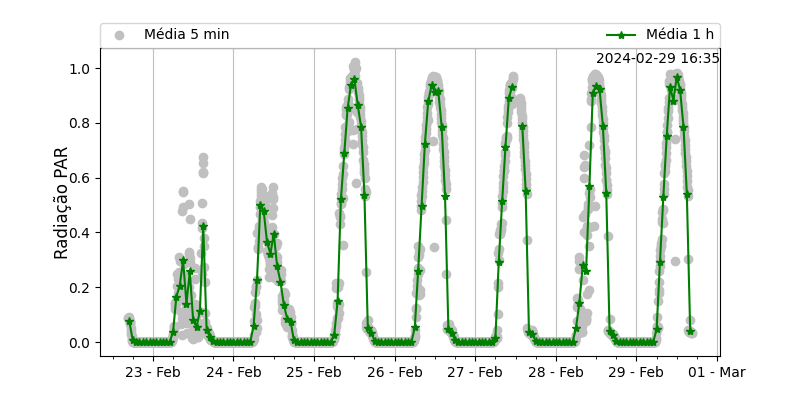 Média 5 min
Média 1 h
2024-02-29 16:35
Radiação PAR
1.0
0.8
0.6
0.4
0.2
0.0
23 - Feb
24 - Feb
25 - Feb
26 - Feb
27 - Feb
28 - Feb
29 - Feb
01 - Mar